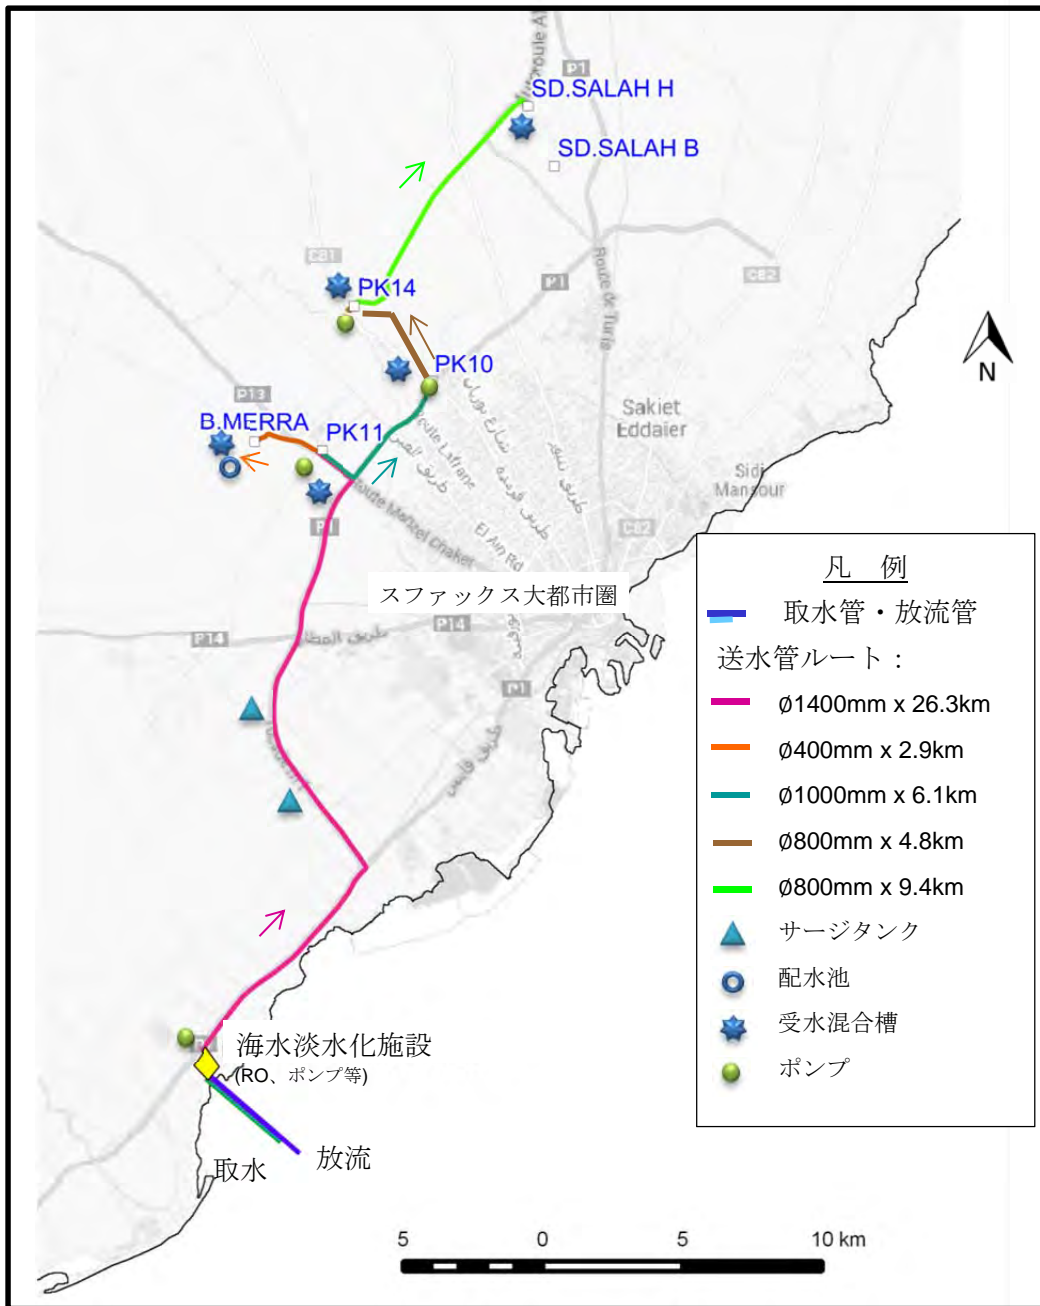 P1
SD.SALAH H
SD.SALAH B
C81
C82
P1
PK14
PK10
P13
B.MERRA
PK11
Sakiet
Eddaier
Sidi
Mansour
Route Lafrane
Route Menzel Chaket
El Ain Rd
C82
P1
スファックス大都市圏
P14
P14
P1
طريق قابس
凡 例
取水管・放流管
送水管ルート：
Ø1400mm x 26.3km
Ø400mm x 2.9km
Ø1000mm x 6.1km
Ø800mm x 4.8km
Ø800mm x 9.4km
サージタンク
配水池
受水混合槽
ポンプ
海水淡水化施設
(RO、ポンプ等)
取水
放流
N
5 0 5 10 km